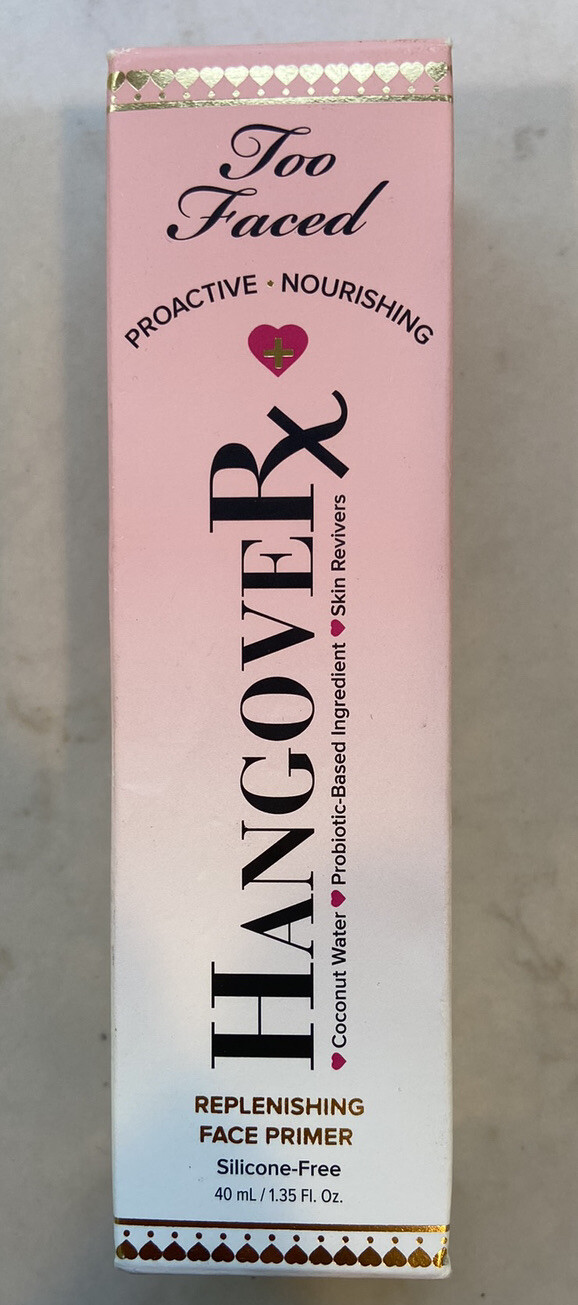 Too
Faced
PROACTIVE · NOURISHING
HANGOVERx
Coconut Water ♥ Probiotic-Based Ingredient ♥ Skin Revivers
REPLENISHING
FACE PRIMER
Silicone-Free
40 mL / 1.35 Fl. Oz.